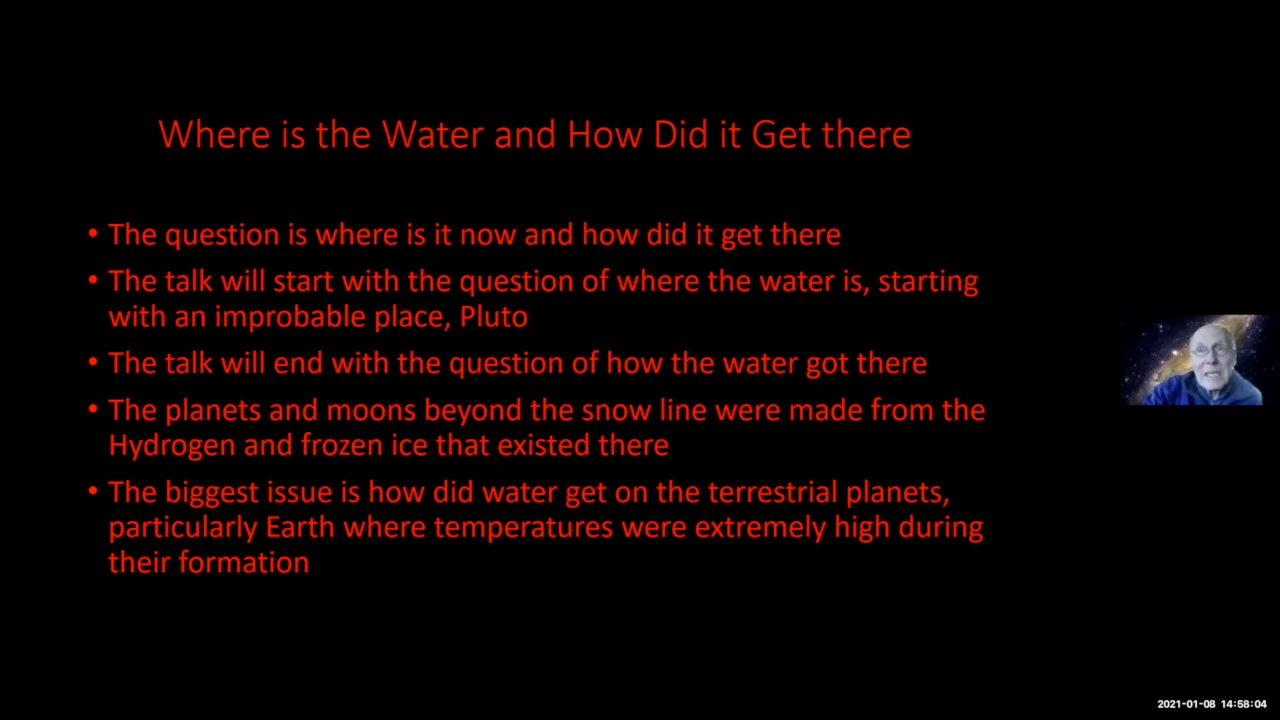 Where is the Water and How Did it Get there
• The question is where is it now and how did it get there
• The talk will start with the question of where the water is, starting
with an improbable place, Pluto
• The talk will end with the question of how the water got there
• The planets and moons beyond the snow line were made from the
Hydrogen and frozen ice that existed there
• The biggest issue is how did water get on the terrestrial planets,
particularly Earth where temperatures were extremely high during
their formation
2021-01-08 14:58:04